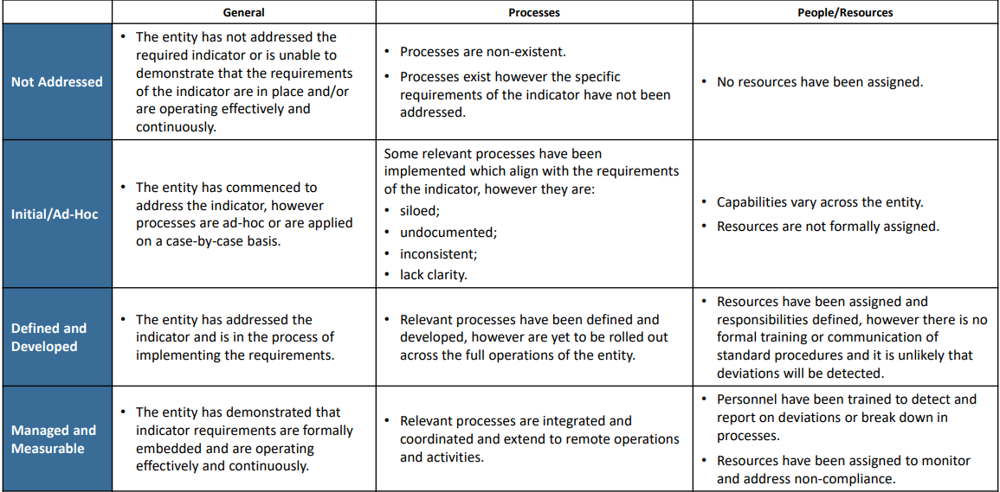 General
Processes
People/Resources
Not Addressed
• The entity has not addressed the
required indicator or is unable to
demonstrate that the requirements
of the indicator are in place and/or
are operating effectively and
continuously.
• Processes are non-existent.
• Processes exist however the specific
requirements of the indicator have not been
addressed.
• No resources have been assigned.
Initial/Ad-Hoc
• The entity has commenced to
address the indicator, however
processes are ad-hoc or are applied
on a case-by-case basis.
Some relevant processes have been
implemented which align with the requirements
of the indicator, however they are:
• siloed;
• undocumented;
• inconsistent;
• lack clarity.
• Capabilities vary across the entity.
• Resources are not formally assigned.
Defined and
Developed
• The entity has addressed the
indicator and is in the process of
implementing the requirements.
• Relevant processes have been defined and
developed, however are yet to be rolled out
across the full operations of the entity.
• Resources have been assigned and
responsibilities defined, however there is no
formal training or communication of
standard procedures and it is unlikely that
deviations will be detected.
Managed and
Measurable
• The entity has demonstrated that
indicator requirements are formally
embedded and are operating
effectively and continuously.
• Relevant processes are integrated and
coordinated and extend to remote operations
and activities.
• Personnel have been trained to detect and
report on deviations or break down in
processes.
• Resources have been assigned to monitor
and address non-compliance.